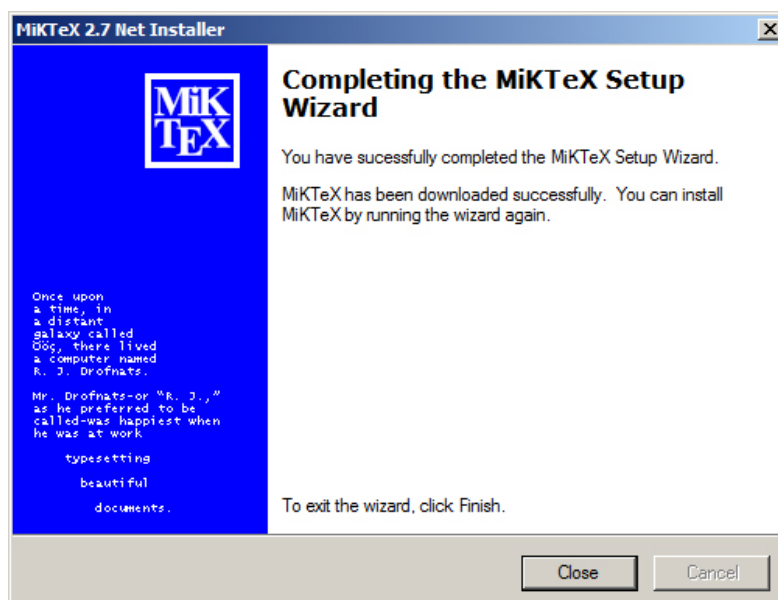 MiKTeX 2.7 Net Installer
MiK
TEX
Completing the MiKTeX Setup
Wizard
You have sucessfully completed the MiKTeX Setup Wizard.
MiKTeX has been downloaded successfully.  You can install
MiKTeX by running the wizard again.
Once upon
a time, in
a distant
galaxy called
Ööç, there lived
a computer named
R. J. Drofnats.
Mr. Drofnats-or "R. J.,"
as he preferred to be
called-was happiest when
he was at work
typesetting
beautiful
documents.
To exit the wizard, click Finish.
Close
Cancel